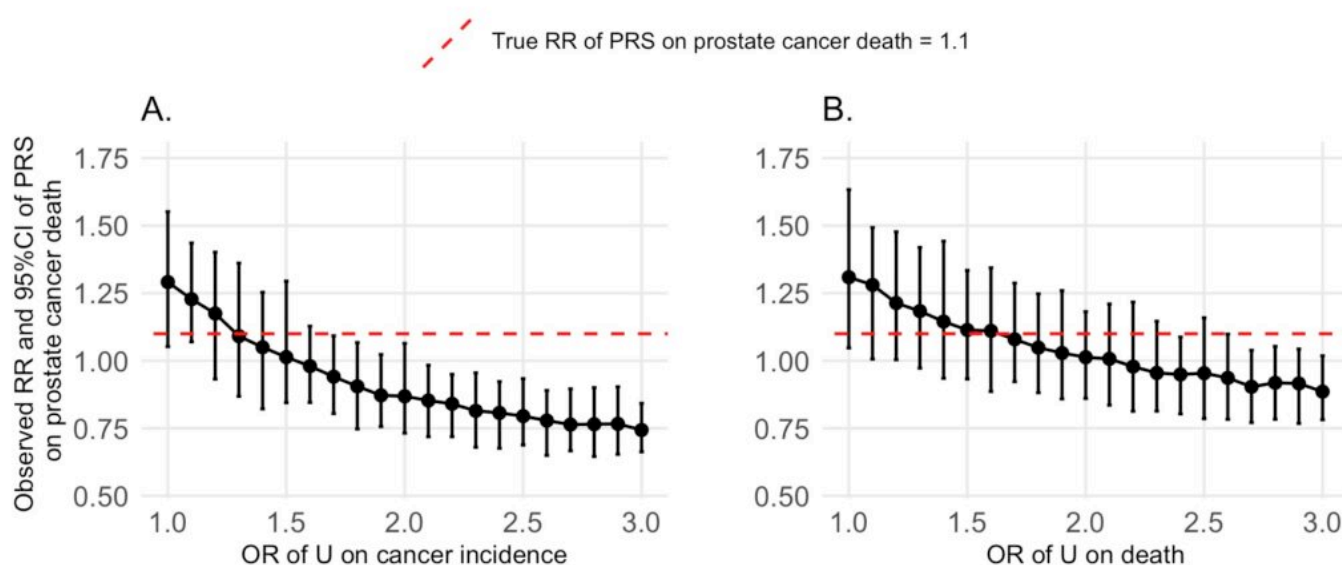 True RR of PRS on prostate cancer death = 1.1
A.
B.
Observed RR and 95%CI of PRS
on prostate cancer death
1.75
1.50
1.25
1.00
0.75
0.50
1.0 1.5 2.0 2.5 3.0
OR of U on cancer incidence
1.75
1.50
1.25
1.00
0.75
0.50
1.0 1.5 2.0 2.5 3.0
OR of U on death